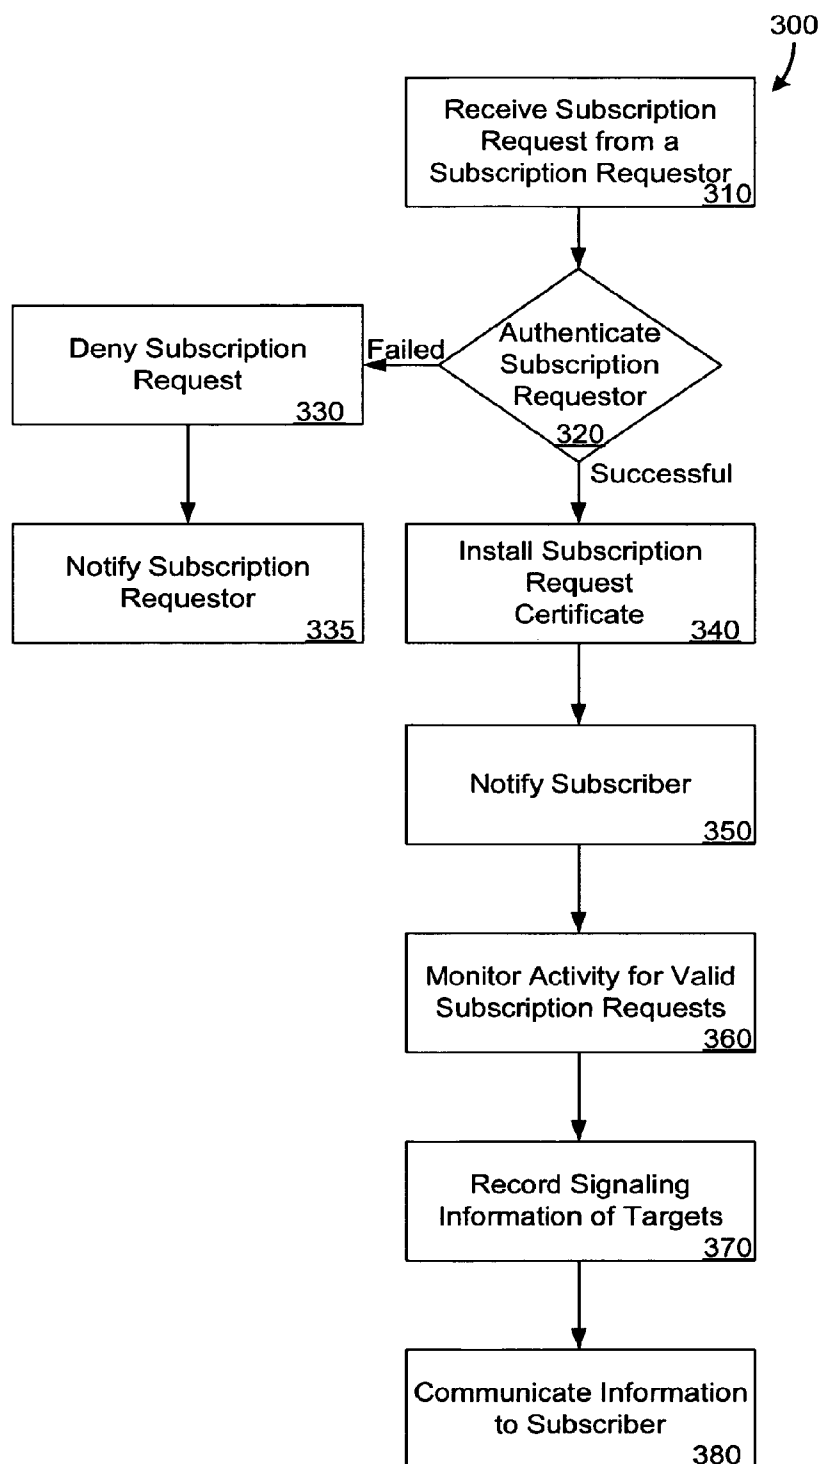 300
Receive Subscription
Request from a
Subscription Requestor
310
Authenticate
Subscription
Requestor
320
Failed
Deny Subscription
Request
330
Successful
Notify Subscription
Requestor
335
Install Subscription
Request
Certificate
340
Notify Subscriber
350
Monitor Activity for Valid
Subscription Requests
360
Record Signaling
Information of Targets
370
Communicate Information
to Subscriber
380